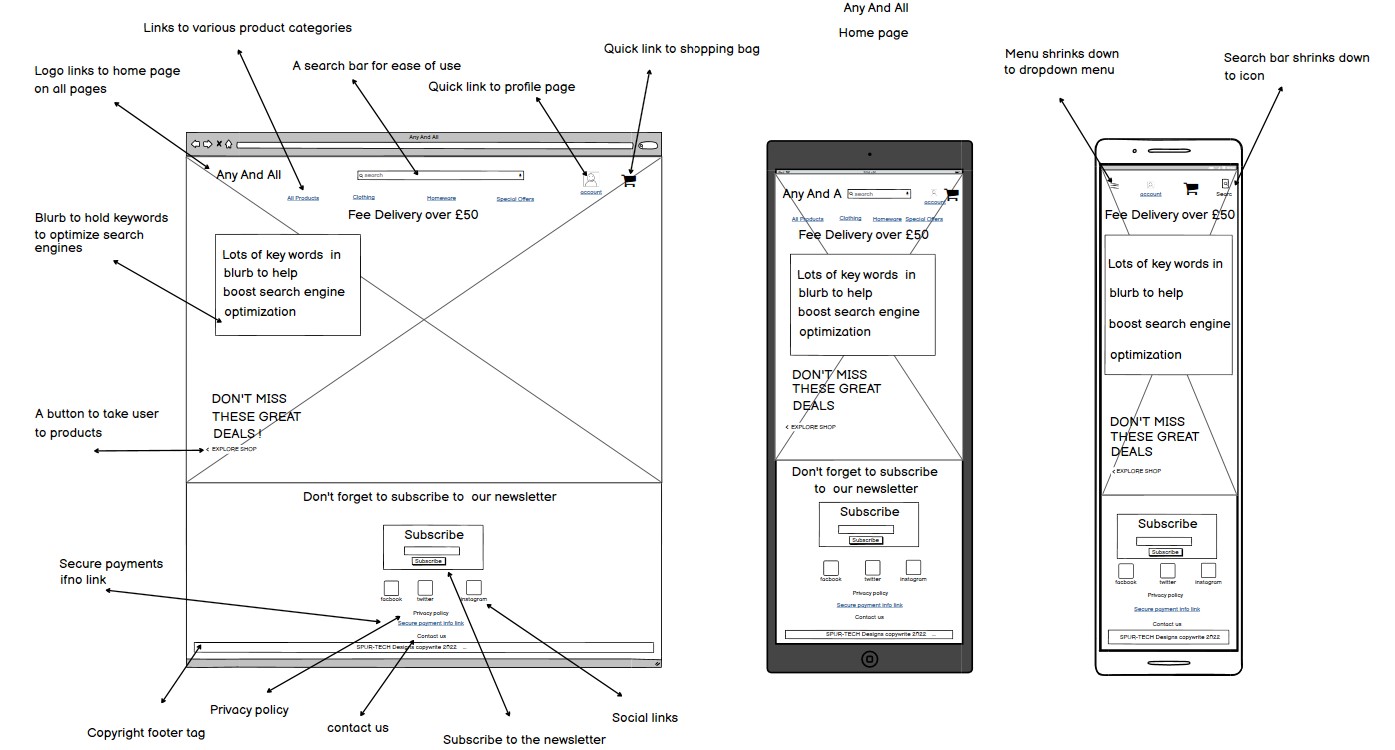 Any And All
Home page
Links to various product categories
Logo links to home page
on all pages
A search bar for ease of use
Quick link to profile page
Quick link to shopping bag
Menu shrinks down
to dropdown menu
Search bar shrinks down
to icon
Blurb to hold keywords
to optimize search
engines
A button to take user
to products
Secure payments
ifno link
Any And All
Any And All
search
account
All Products
Clothing
Homeware
Special Offers
Fee Delivery over £50
Lots of key words in
blurb to help
boost search engine
optimization
DON'T MISS
THESE GREAT
DEALS !
< EXPLORE SHOP
Don't forget to subscribe to our newsletter
Subscribe
Subscribe
facbook
twitter
instagram
Privacy policy
Secure payment info link
Contact us
SPUR-TECH Designs copywrite 2022 ...
Copyright footer tag
Privacy policy
contact us
Subscribe to the newsletter
Social links
Any And A
search
account
All Products
Clothing
Homeware
Special Offers
Fee Delivery over £50
Lots of key words in
blurb to help
boost search engine
optimization
DON'T MISS
THESE GREAT
DEALS
< EXPLORE SHOP
Don't forget to subscribe
to our newsletter
Subscribe
Subscribe
facbook
twitter
instagram
Privacy policy
Secure payment info link
Contact us
SPUR-TECH Designs copywrite 2022 ...
account
Searc
Fee Delivery over £50
Lots of key words in
blurb to help
boost search engine
optimization
DON'T MISS
THESE GREAT
DEALS
< EXPLORE SHOP
Subscribe
Subscribe
facbook
twitter
instagram
Privacy policy
Secure payment info link
Contact us
SPUR-TECH Designs copywrite 2022